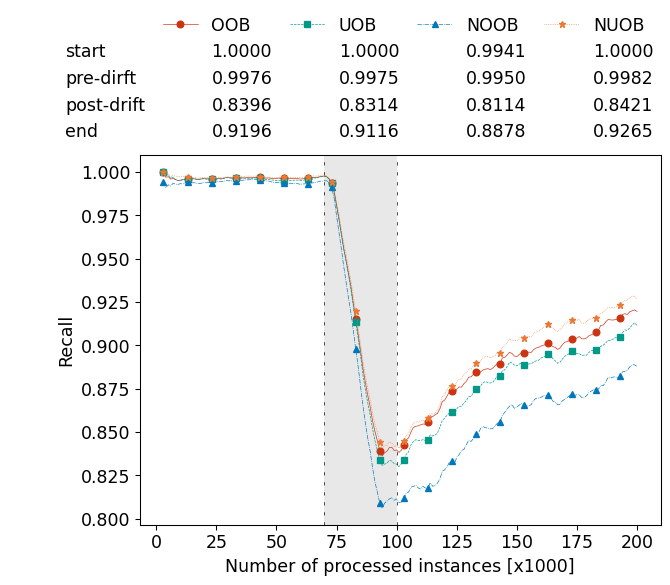 OOB UOB NOOB NUOB
start 1.0000 1.0000 0.9941 1.0000
pre-dirft 0.9976 0.9975 0.9950 0.9982
post-drift 0.8396 0.8314 0.8114 0.8421
end 0.9196 0.9116 0.8878 0.9265
1.000
0.975
0.950
0.925
0.900
0.875
0.850
0.825
0.800
Recall
0 25 50 75 100 125 150 175 200
Number of processed instances [x1000]